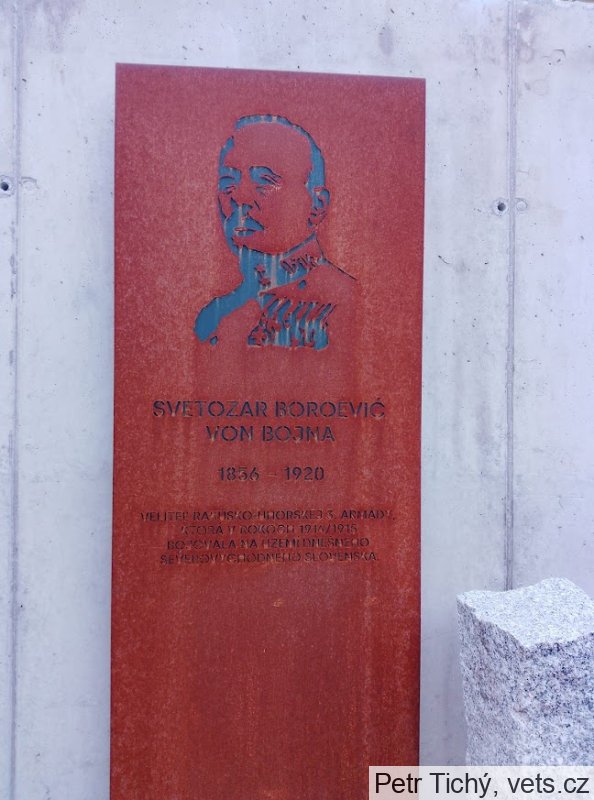 SVETOZAR BOROEVIĆ
VON BOJNA
1856 - 1920
VELITEĽ RAKÚSKO-UHORSKEJ 3. ARMÁDY,
KTORÁ V ROKOCH 1914/1915
BOJOVALA NA ÚZEMÍ DNEŠNÉHO
SEVEROVÝCHODNÉHO SLOVENSKA.
Petr Tichý, vets.cz